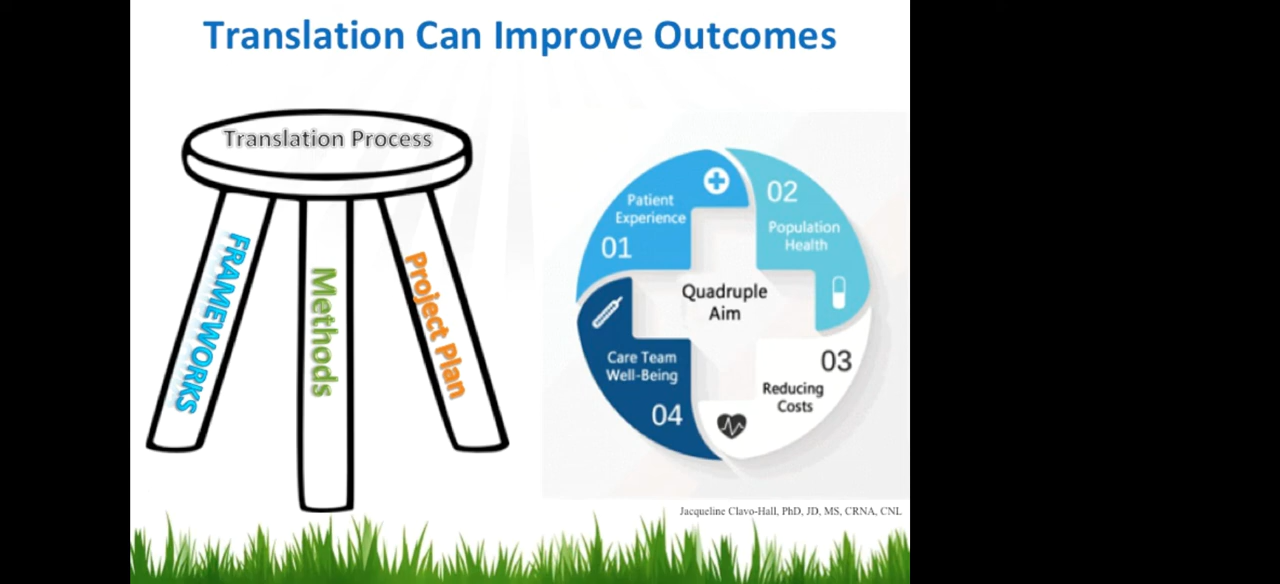 Translation Can Improve Outcomes
Translation Process
FRAMEWORKS
Methods
Project Plan
Patient
Experience
01
02
Population
Health
Quadruple
Aim
03
Reducing
Costs
Care Team
Well-Being
04
Jacqueline Clavo-Hall, PhD, JD, MS, CRNA, CNL